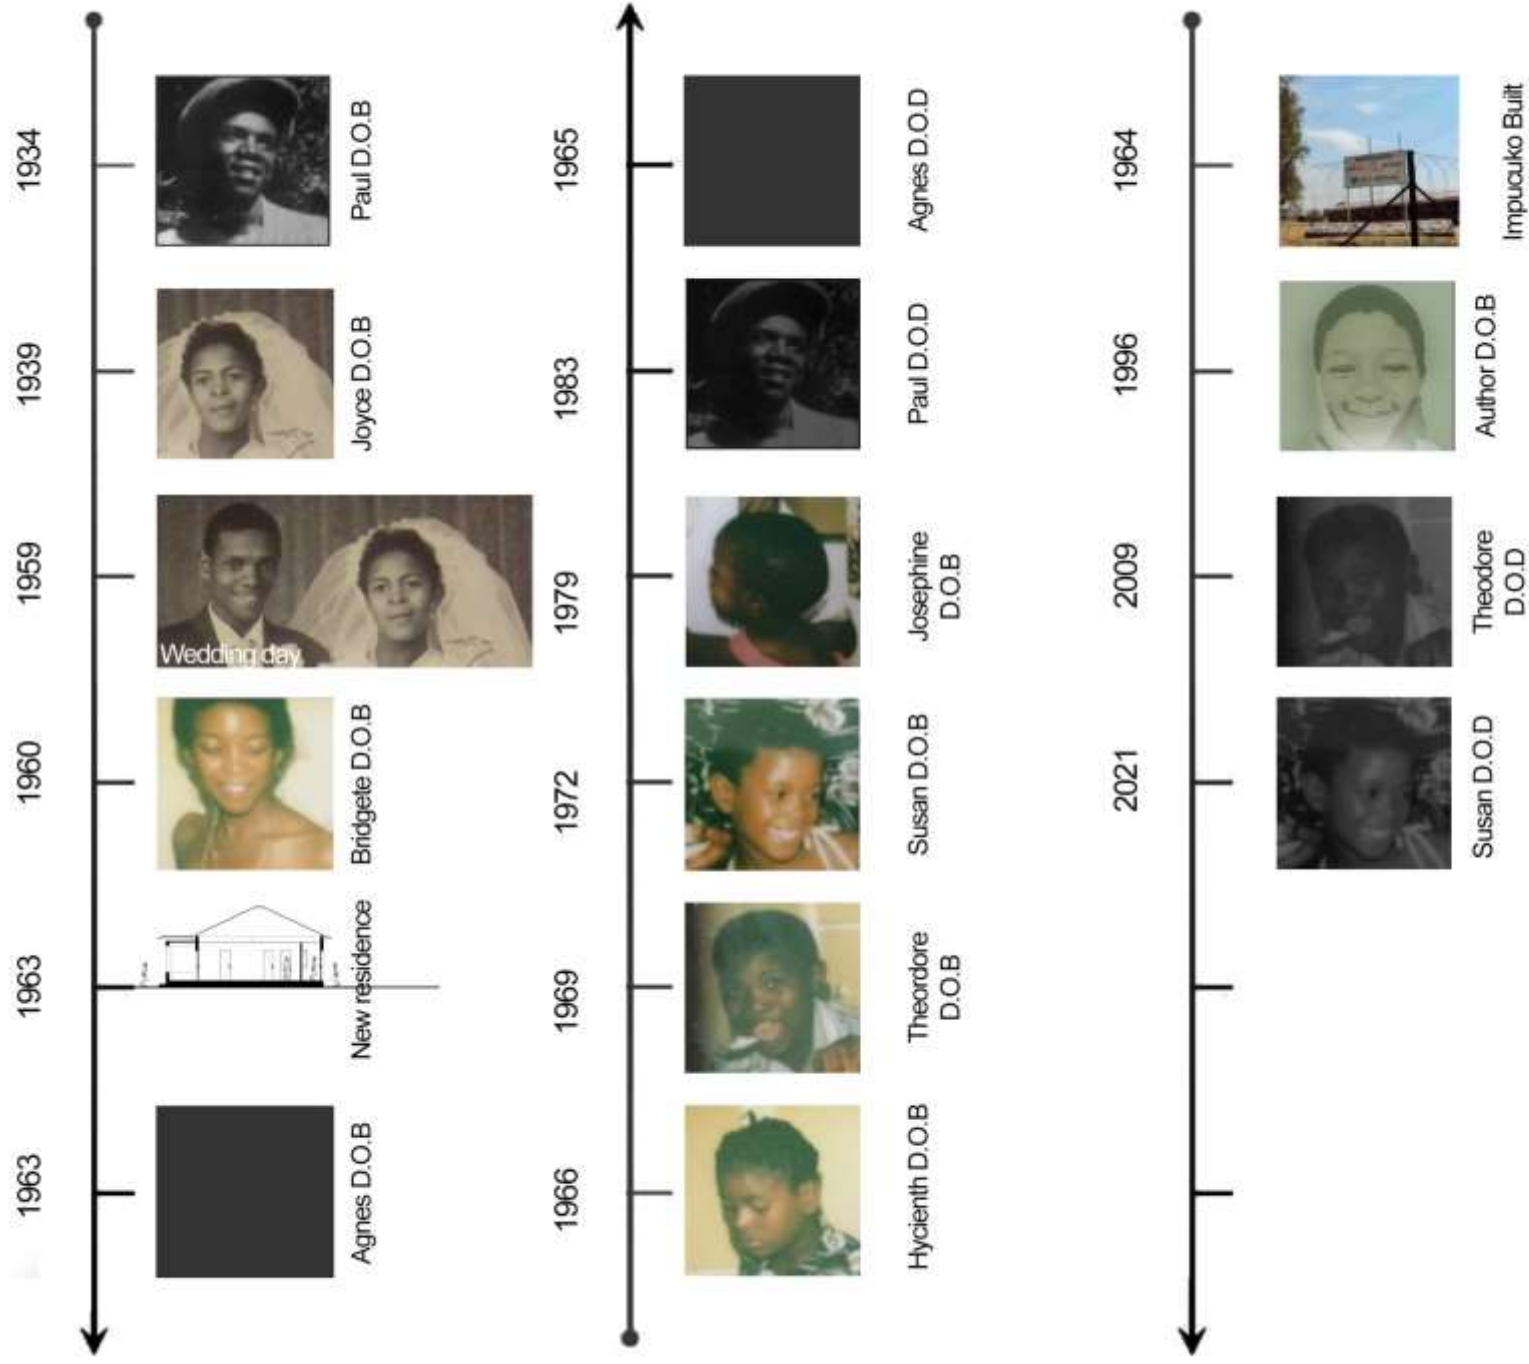 1934
Paul D.O.B
1939
Joyce D.O.B
1959
Wedding day
1960
Bridgete D.O.B
1963
New residence
1963
Agnes D.O.B
1965
Agnes D.O.D
1983
Paul D.O.D
1979
Josephine
D.O.B
1972
Susan D.O.B
1969
Theordore
D.O.B
1966
Hycienth D.O.B
1964
Impucuko Built
1996
Author D.O.B
2009
Theodore
D.O.D
2021
Susan D.O.D